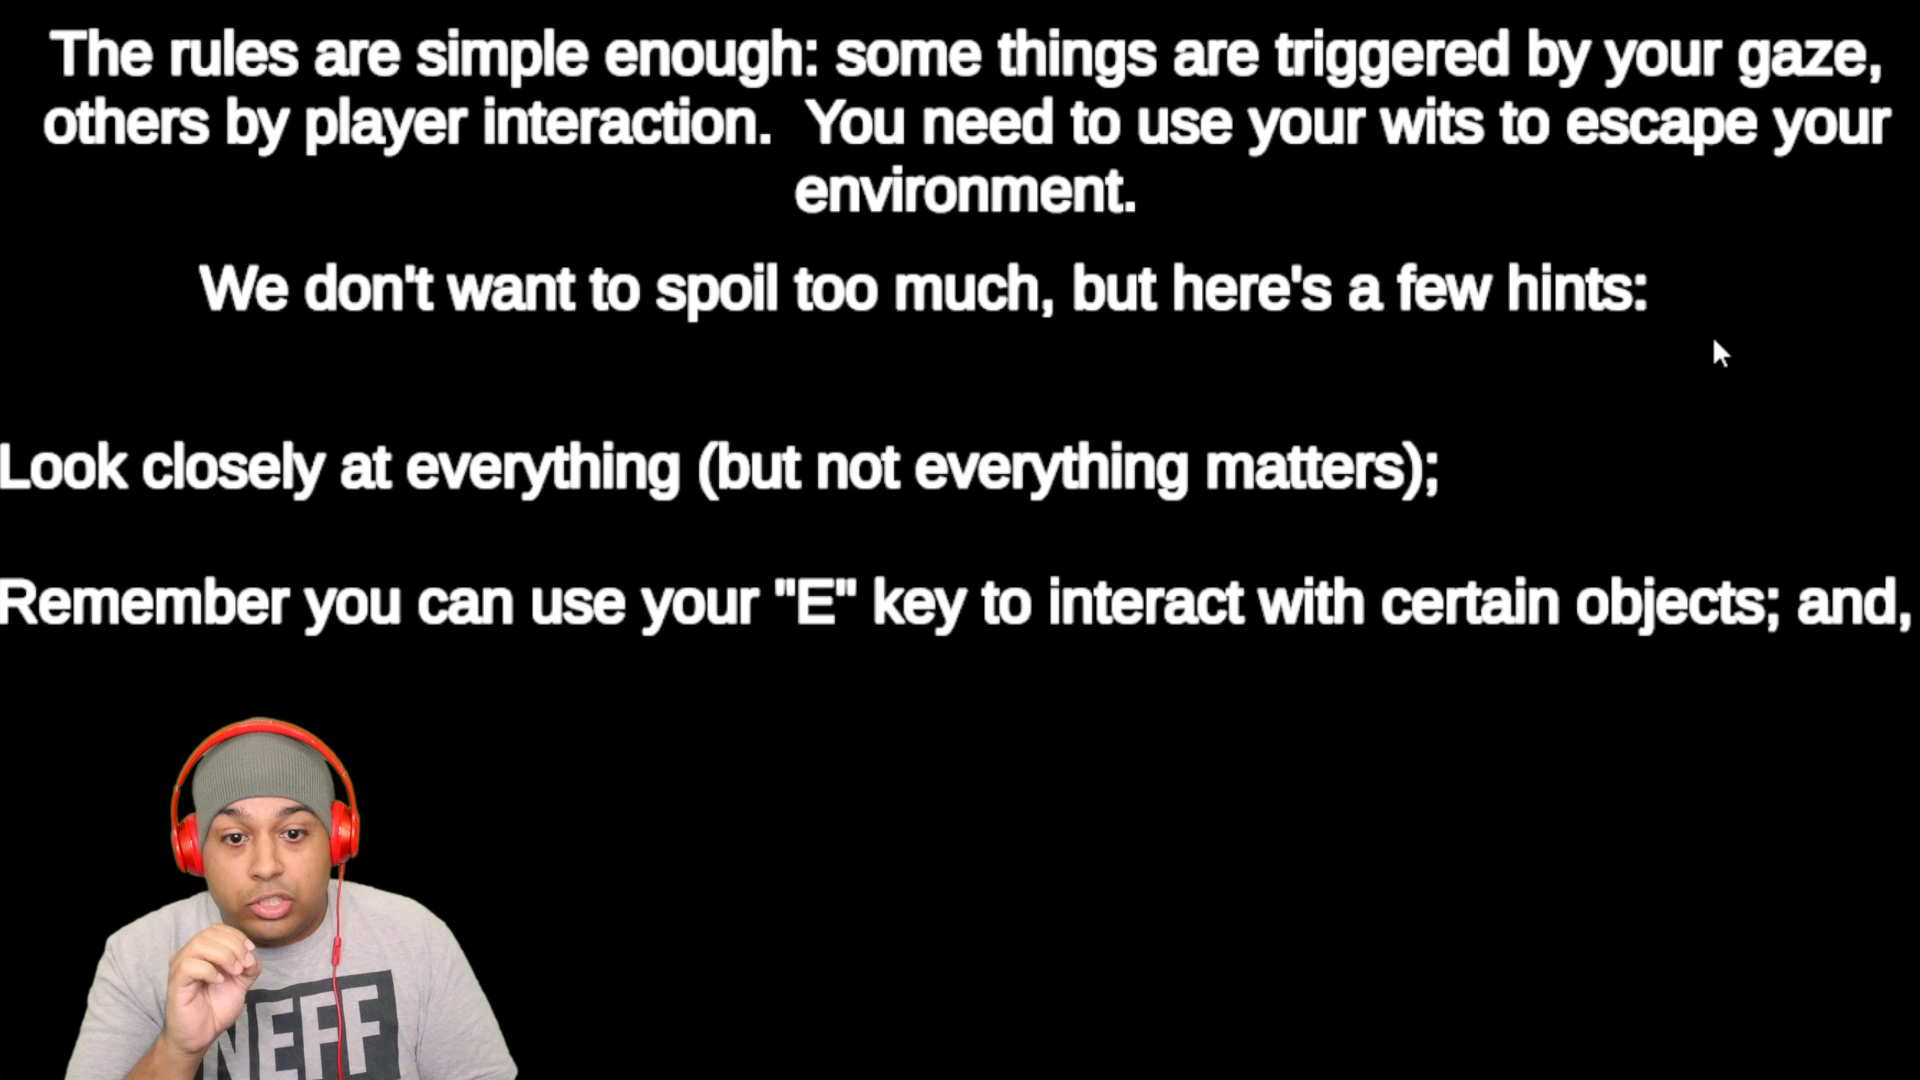 The rules are simple enough: some things are triggered by your gaze,
others by player interaction.  You need to use your wits to escape your
environment.
We don't want to spoil too much, but here's a few hints:
Look closely at everything (but not everything matters);
Remember you can use your "E" key to interact with certain objects; and,
NEFF